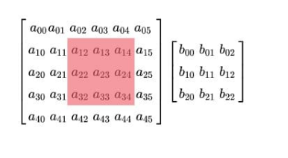 a₀₀ a₀₁ a₀₂ a₀₃ a₀₄ a₀₅
a₁₀ a₁₁ a₁₂ a₁₃ a₁₄ a₁₅ b₀₀ b₀₁ b₀₂
a₂₀ a₂₁ a₂₂ a₂₃ a₂₄ a₂₅ b₁₀ b₁₁ b₁₂
a₃₀ a₃₁ a₃₂ a₃₃ a₃₄ a₃₅ b₂₀ b₂₁ b₂₂
a₄₀ a₄₁ a₄₂ a₄₃ a₄₄ a₄₅